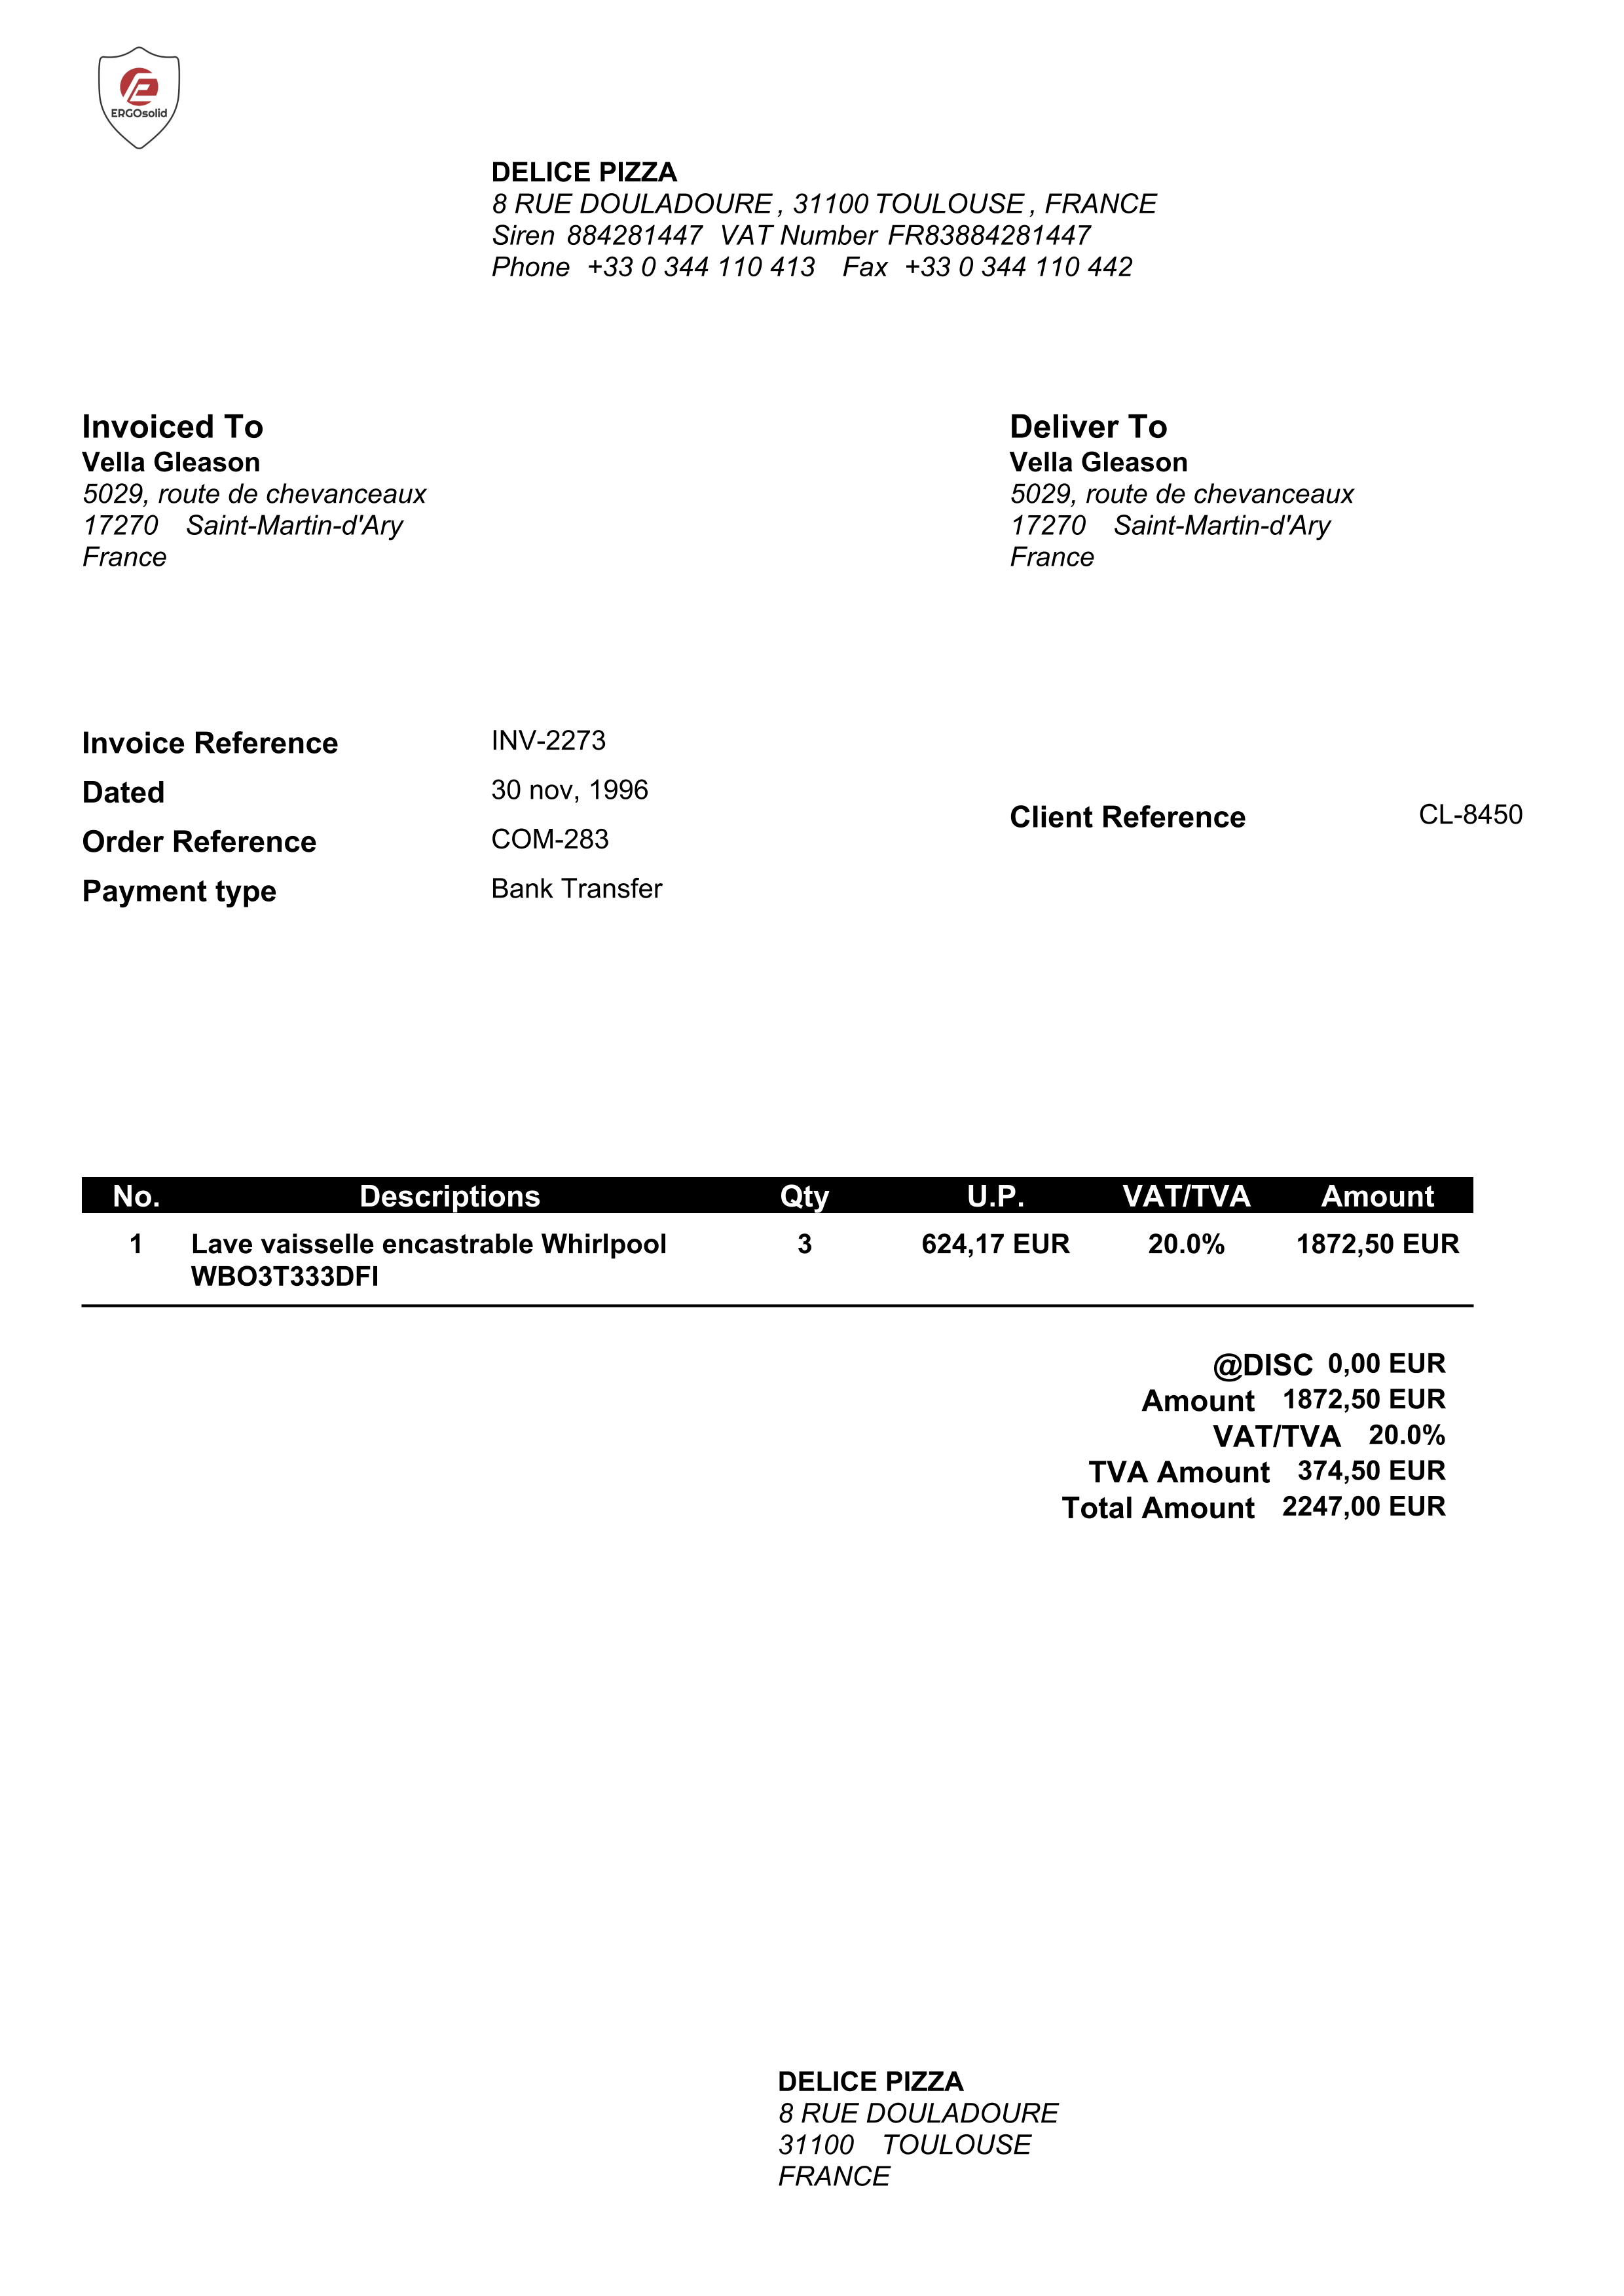 ERGOsolid
DELICE PIZZA
8 RUE DOULADOURE , 31100 TOULOUSE , FRANCE
Siren 884281447 VAT Number FR83884281447
Phone +33 0 344 110 413 Fax +33 0 344 110 442
Invoiced To
Vella Gleason
5029, route de chevanceaux
17270 Saint-Martin-d'Ary
France
Deliver To
Vella Gleason
5029, route de chevanceaux
17270 Saint-Martin-d'Ary
France
Invoice Reference INV-2273
Dated 30 nov, 1996
Order Reference COM-283
Payment type Bank Transfer
Client Reference CL-8450
No. Descriptions Qty U.P. VAT/TVA Amount
1 Lave vaisselle encastrable Whirlpool 3 624,17 EUR 20.0% 1872,50 EUR
WBO3T333DFI
@DISC 0,00 EUR
Amount 1872,50 EUR
VAT/TVA 20.0%
TVA Amount 374,50 EUR
Total Amount 2247,00 EUR
DELICE PIZZA
8 RUE DOULADOURE
31100 TOULOUSE
FRANCE